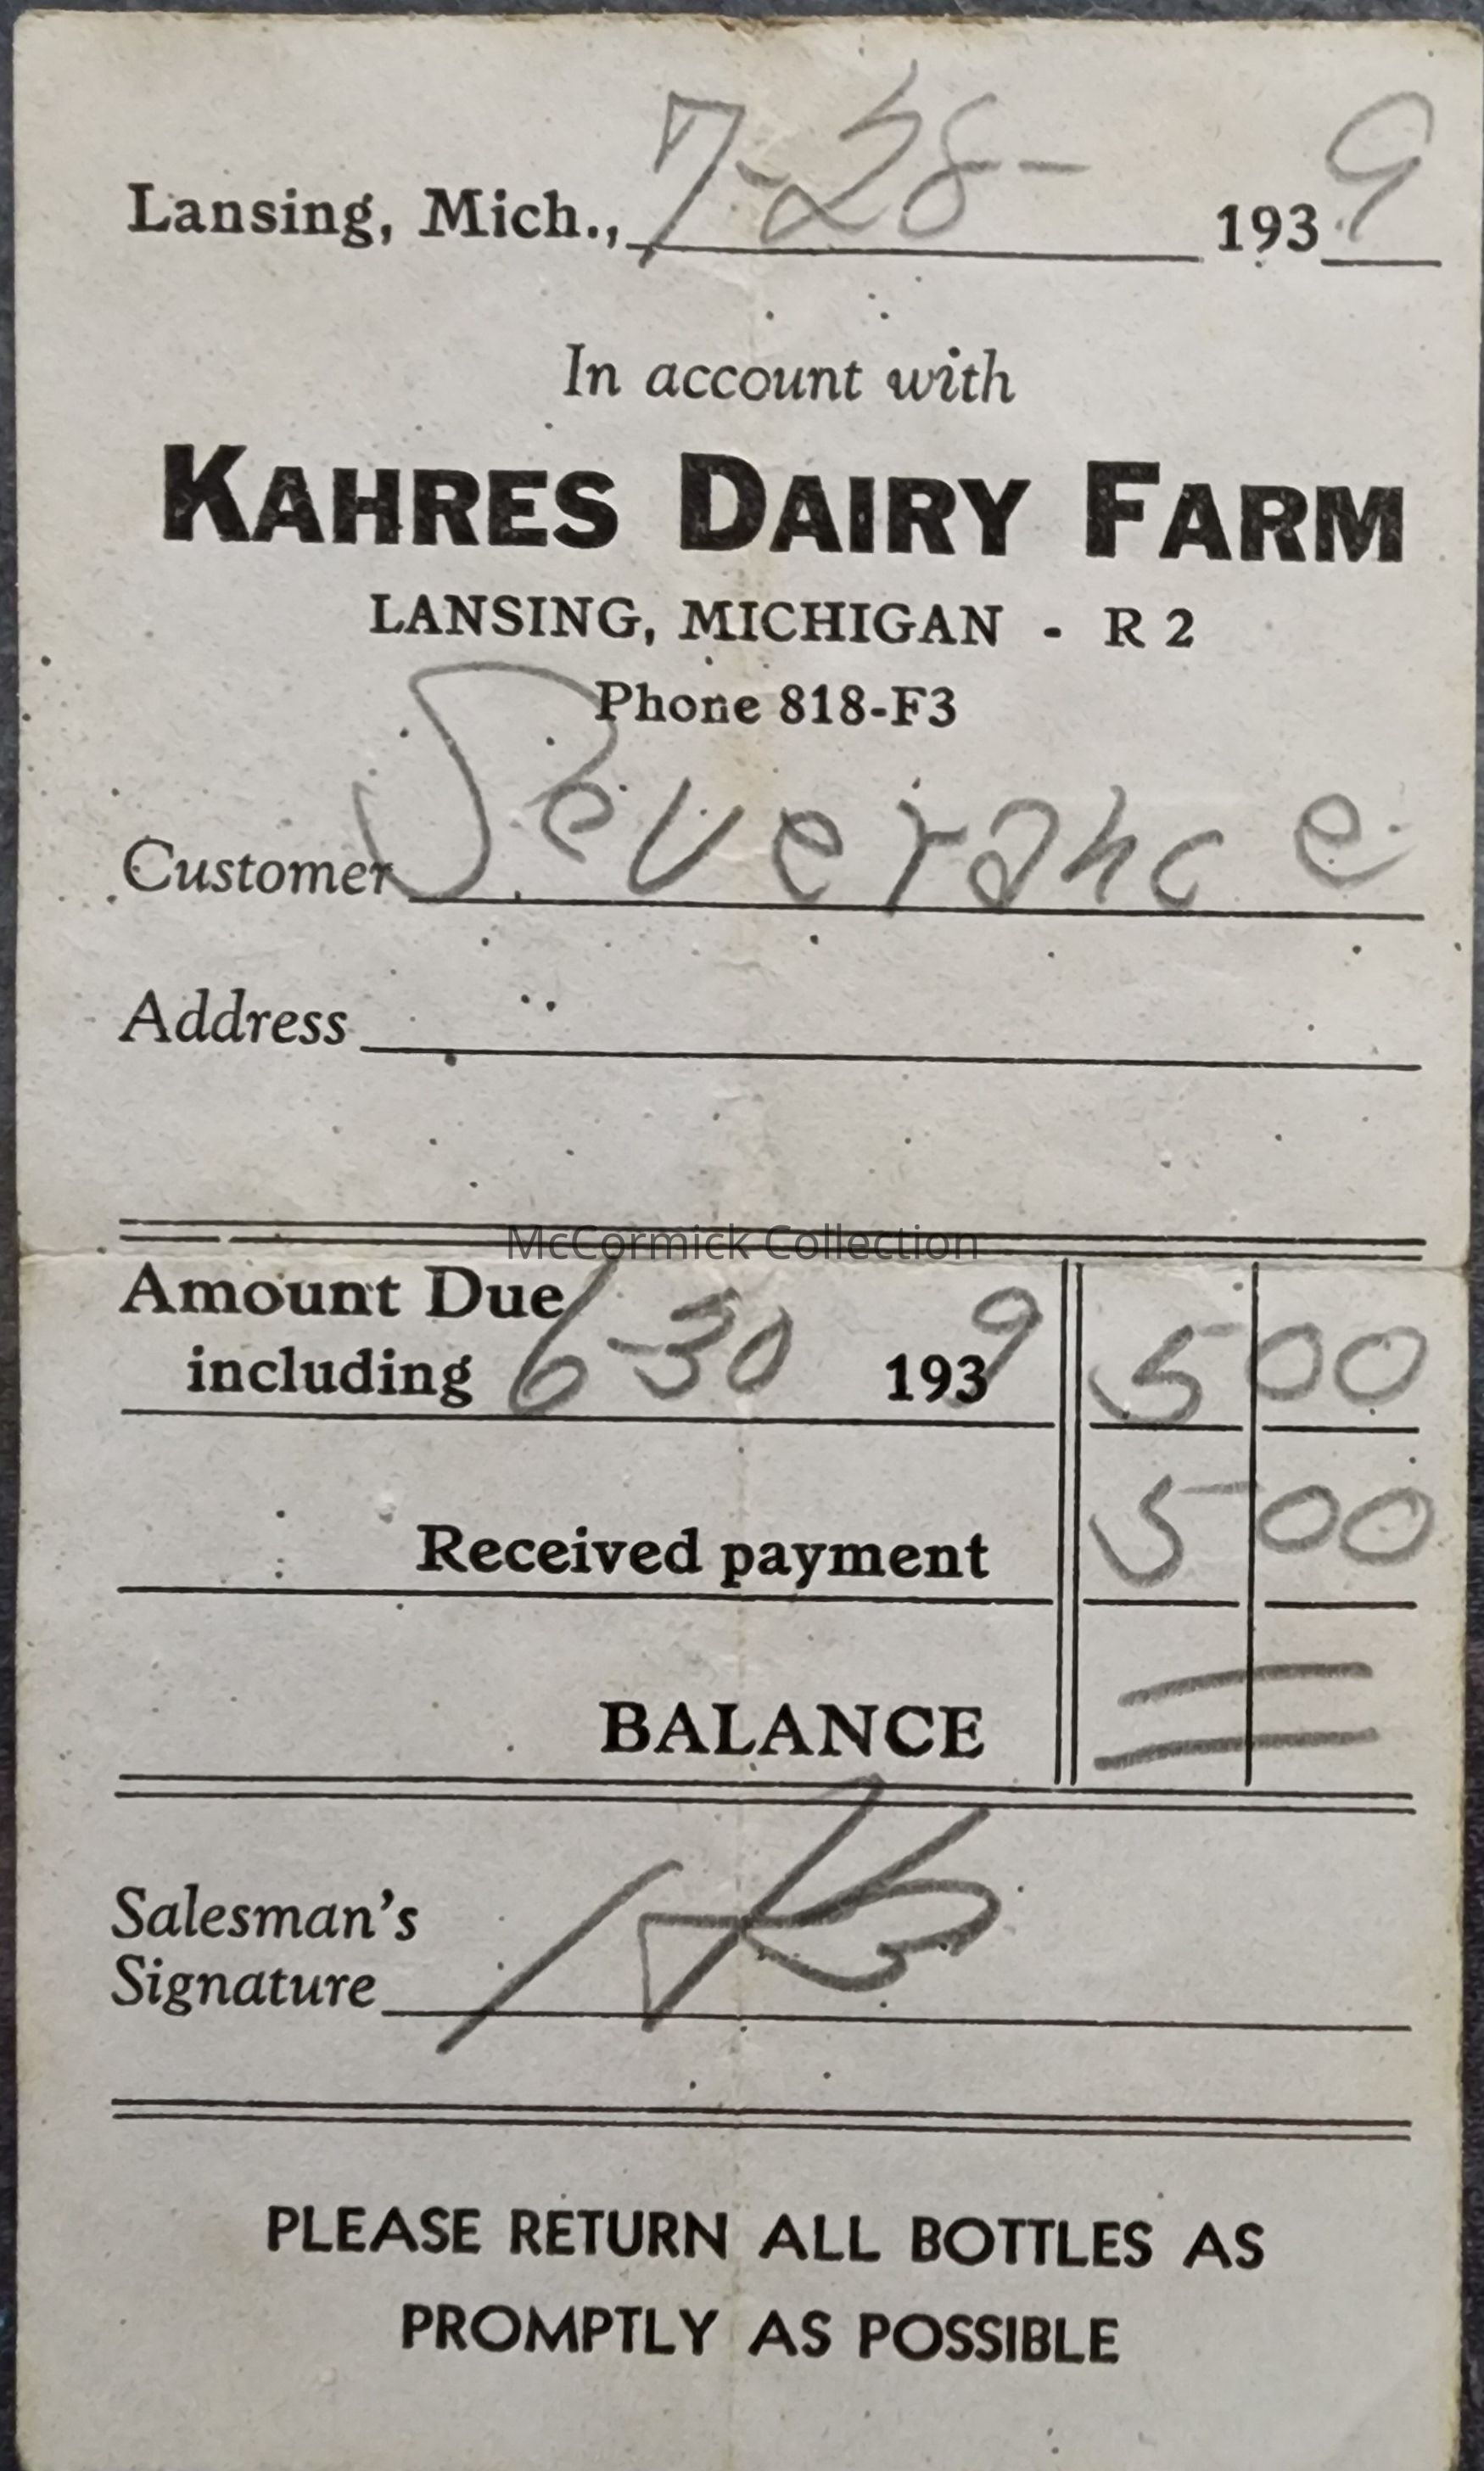 Lansing, Mich., 7-28- 1939
In account with
KAHRES DAIRY FARM
LANSING, MICHIGAN - R 2
Phone 818-F3
Customer Severance
Address
McCormick Collection
Amount Due
including 6-30 1939 5 00
Received payment 5 00
BALANCE
Salesman's
Signature
PLEASE RETURN ALL BOTTLES AS
PROMPTLY AS POSSIBLE